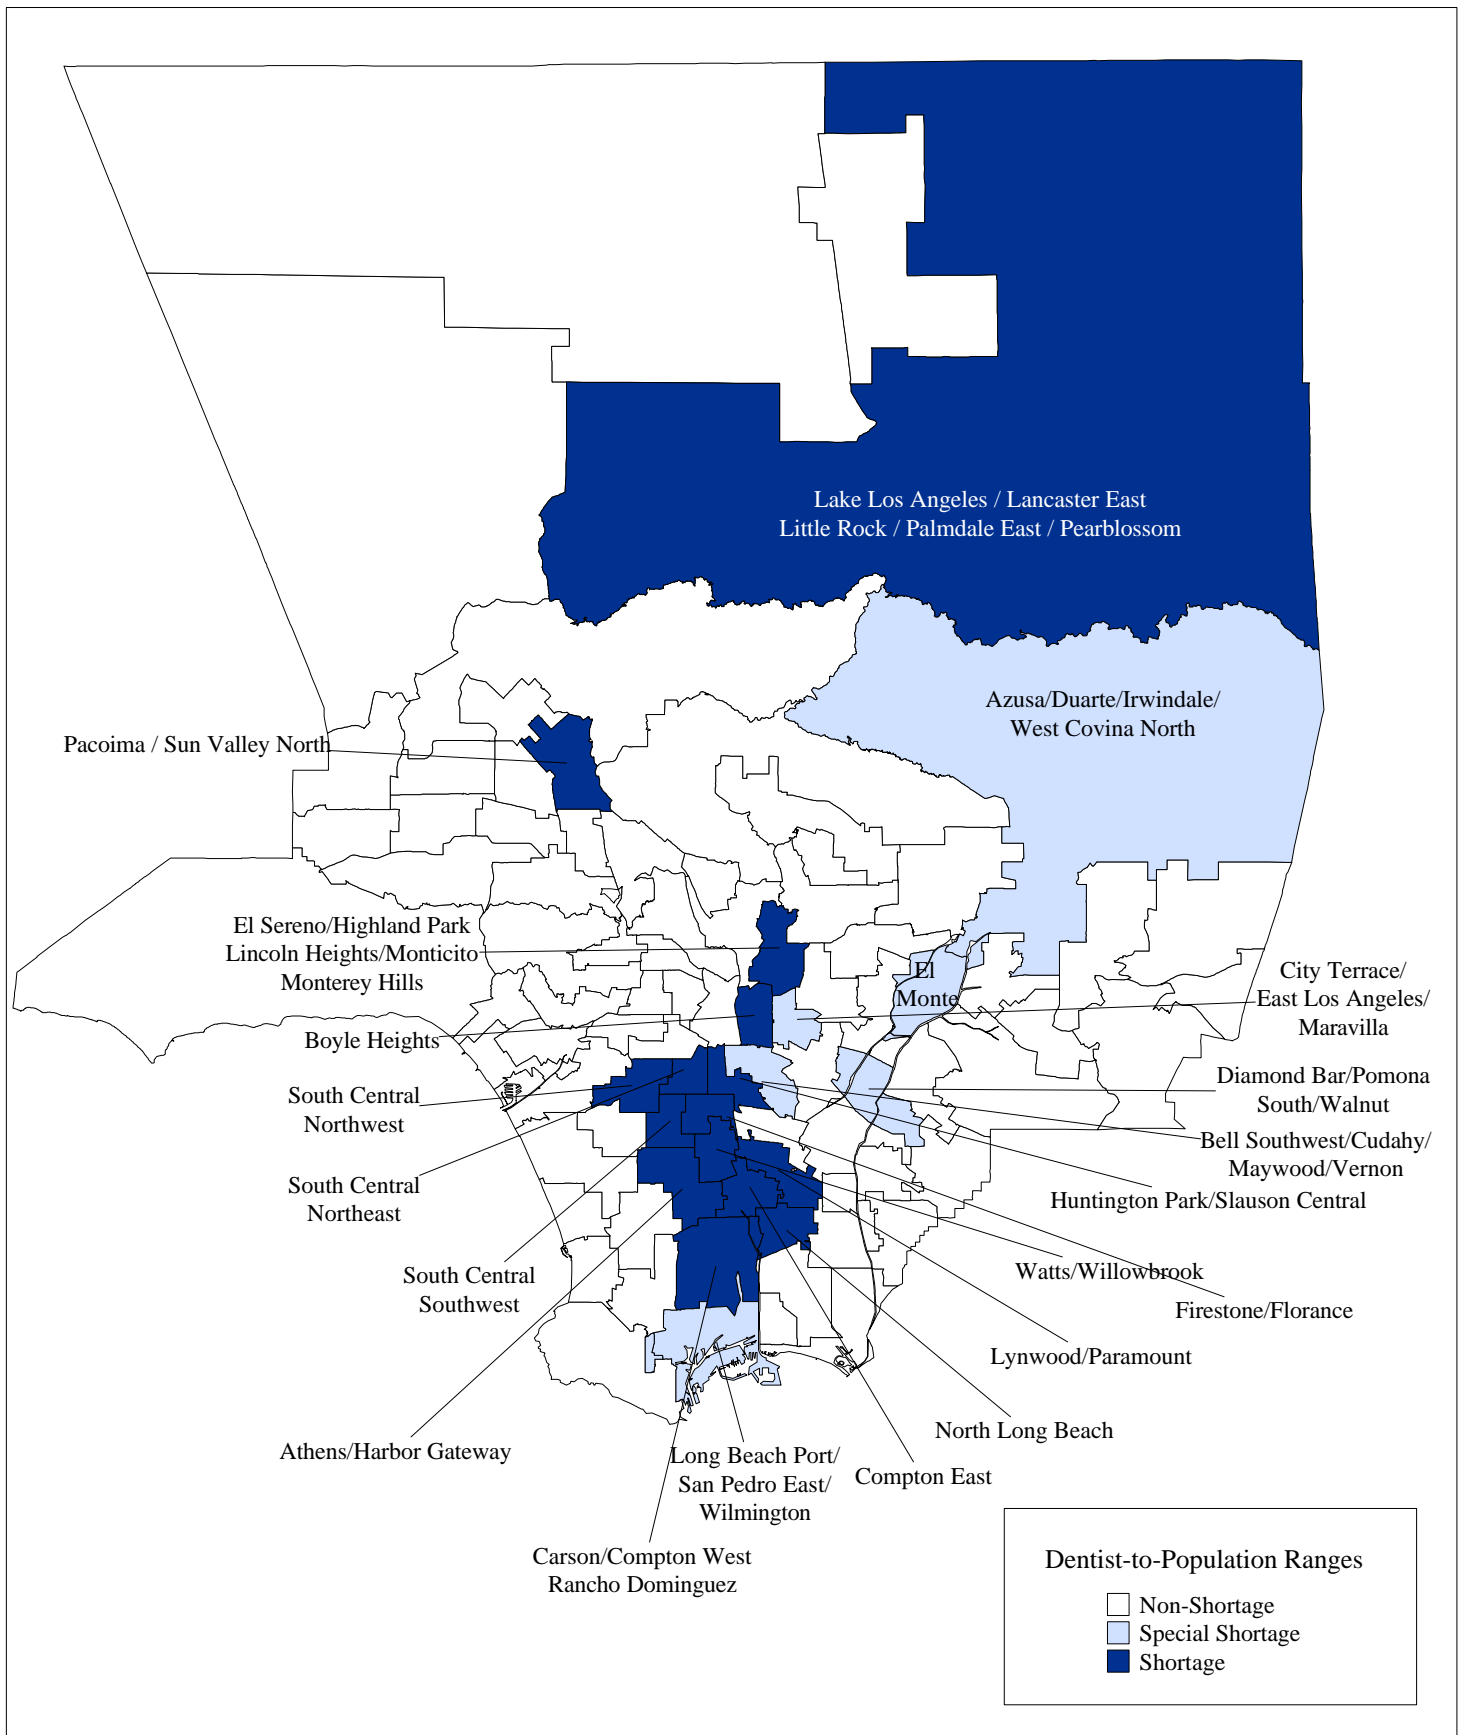 Lake Los Angeles / Lancaster East
Little Rock / Palmdale East / Pearblossom
Azusa/Duarte/Irwindale/
West Covina North
Pacoima / Sun Valley North
El Sereno/Highland Park
Lincoln Heights/Monticito
Monterey Hills
El
Monte
City Terrace/
East Los Angeles/
Maravilla
Boyle Heights
Diamond Bar/Pomona
South/Walnut
South Central
Northwest
Bell Southwest/Cudahy/
Maywood/Vernon
South Central
Northeast
Huntington Park/Slauson Central
South Central
Southwest
Watts/Willowbrook
Firestone/Florance
Lynwood/Paramount
North Long Beach
Athens/Harbor Gateway
Long Beach Port/
San Pedro East/
Wilmington
Compton East
Carson/Compton West
Rancho Dominguez
Dentist-to-Population Ranges
Non-Shortage
Special Shortage
Shortage